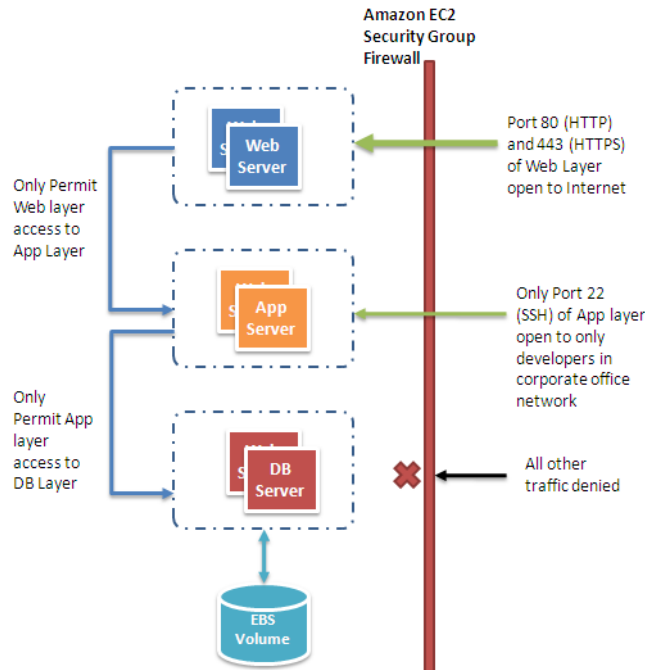 Amazon EC2
Security Group
Firewall
Web
Server
Port 80 (HTTP)
and 443 (HTTPS)
of Web Layer
open to Internet
Only Permit
Web layer
access to
App Layer
App
Server
Only Port 22
(SSH) of App layer
open to only
developers in
corporate office
network
Only
Permit App
layer
access to
DB Layer
DB
Server
All other
traffic denied
EBS
Volume